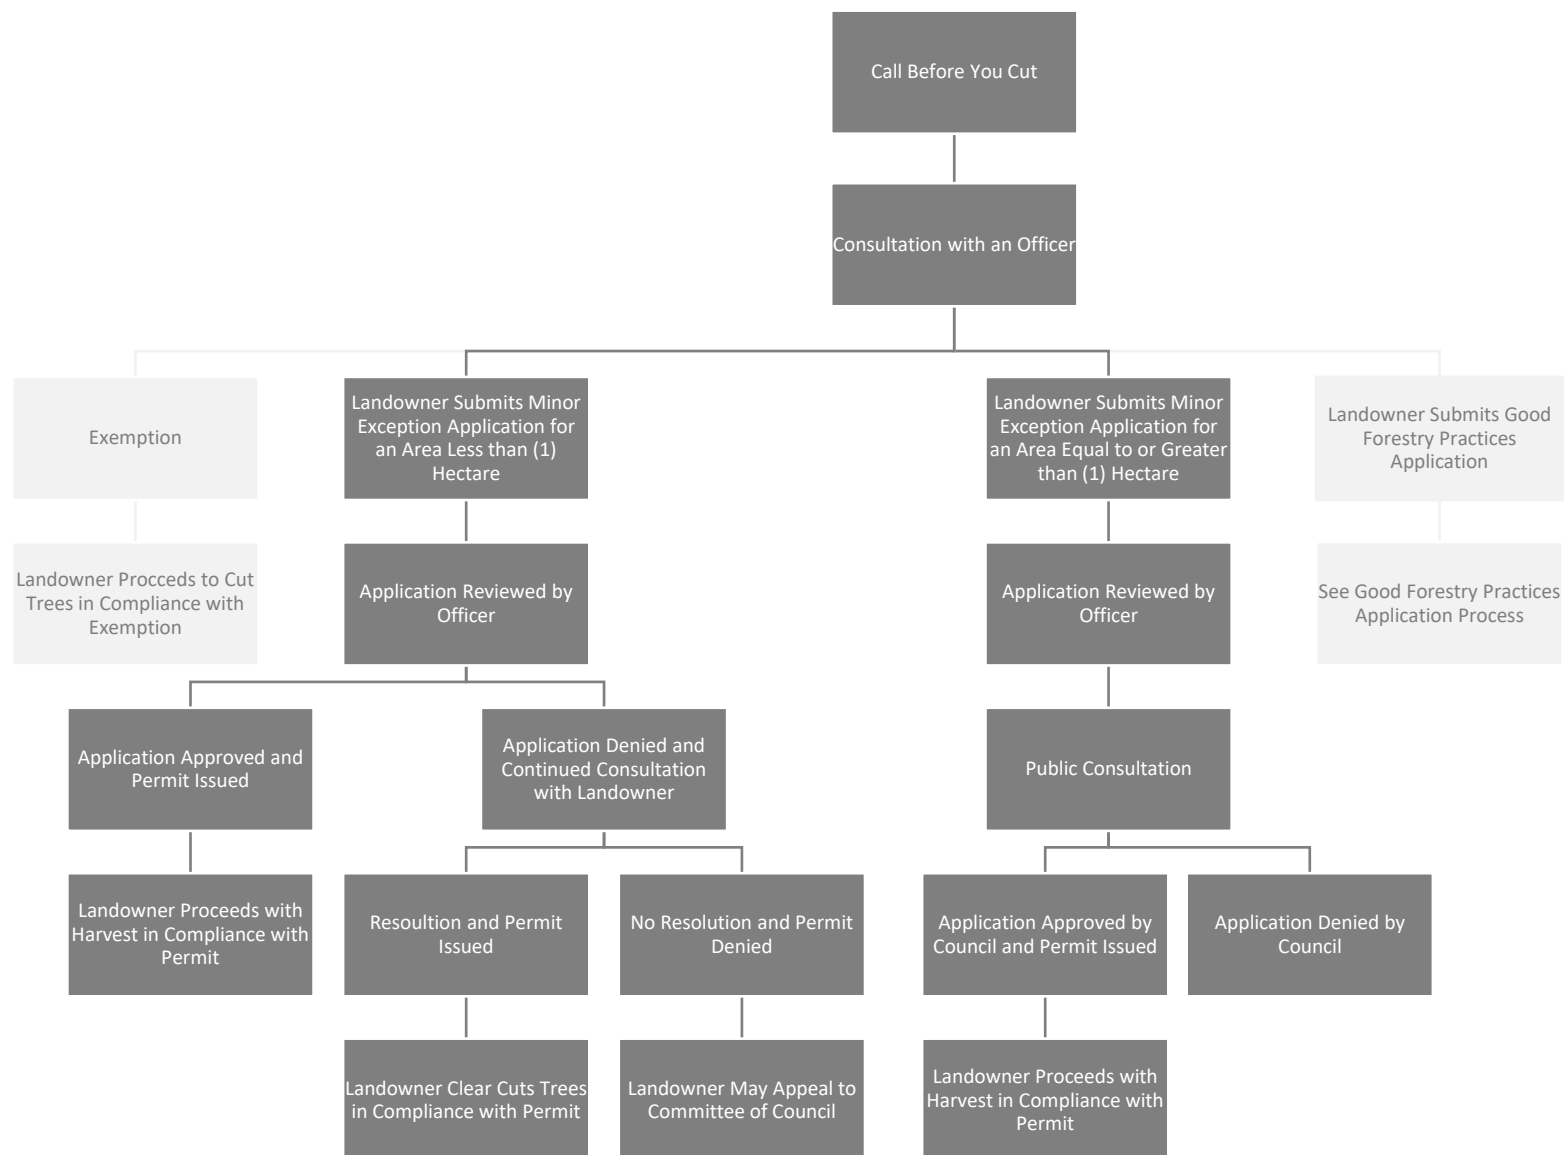 Call Before You Cut
Consultation with an Officer
Exemption
Landowner Submits Minor
Exception Application for
an Area Less than (1)
Hectare
Landowner Submits Minor
Exception Application for
an Area Equal to or Greater
than (1) Hectare
Landowner Submits Good
Forestry Practices
Application
Landowner Procceds to Cut
Trees in Compliance with
Exemption
Application Reviewed by
Officer
Application Reviewed by
Officer
See Good Forestry Practices
Application Process
Application Approved and
Permit Issued
Application Denied and
Continued Consultation
with Landowner
Public Consultation
Landowner Proceeds with
Harvest in Compliance with
Permit
Resoultion and Permit
Issued
No Resolution and Permit
Denied
Application Approved by
Council and Permit Issued
Application Denied by
Council
Landowner Clear Cuts Trees
in Compliance with Permit
Landowner May Appeal to
Committee of Council
Landowner Proceeds with
Harvest in Compliance with
Permit